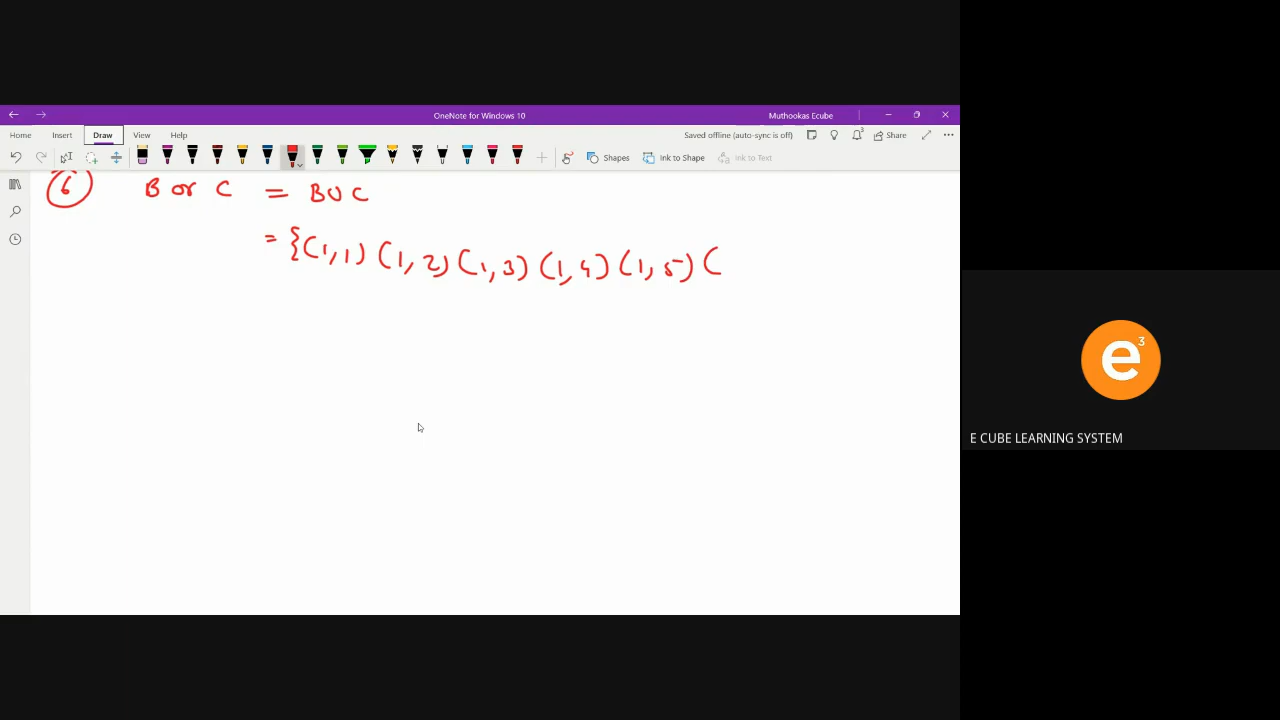 OneNote for Windows 10
Muthookas Ecube
Home Insert Draw View Help
Saved offline (auto-sync is off)
3
Share
Shapes
Ink to Shape
Ink to Text
6 B or C = B U C
= {(1,1) (1,2) (1,3) (1,4) (1,5) (
e3
E CUBE LEARNING SYSTEM